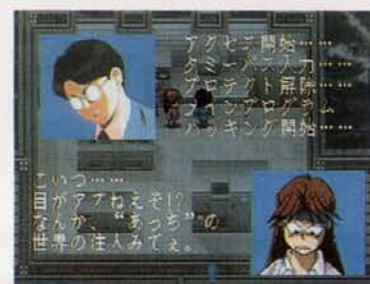 アクセス開始……
ダミーパス入力……
プロテクト解除……
メインプログラム
ハッキング開始……
こいつ……
目がアブねえぞ!?
なんか、“あっち”の
世界の住人みてぇ。